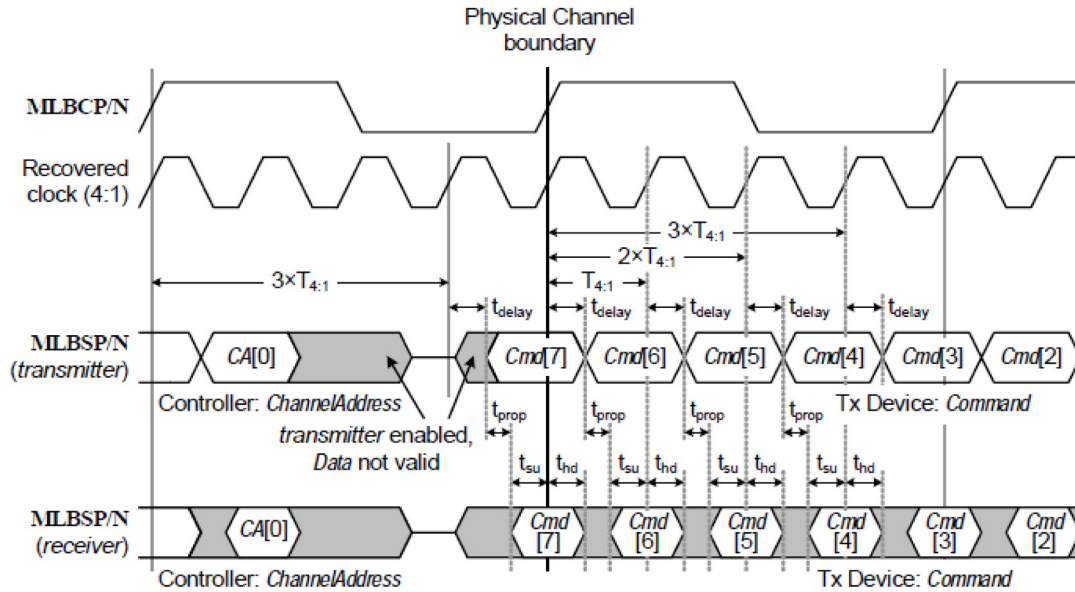 Physical Channel
boundary
MLBCP/N
Recovered
clock (4:1)
3×T4:1
2×T4:1
3×T4:1
T4:1
tdelay tdelay tdelay tdelay tdelay
MLBSP/N
(transmitter)
CA[0] Cmd[7] Cmd[6] Cmd[5] Cmd[4] Cmd[3] Cmd[2]
Controller: ChannelAddress
Tx Device: Command
transmitter enabled,
Data not valid
tprop tprop tprop tprop
tsu thd tsu thd tsu thd tsu thd
MLBSP/N
(receiver)
CA[0]
Cmd Cmd Cmd Cmd Cmd Cmd
[7] [6] [5] [4] [3] [2]
Controller: ChannelAddress
Tx Device: Command